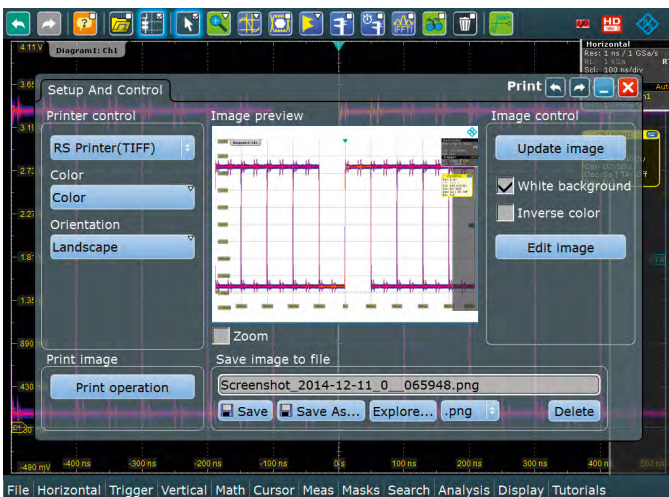 HD
4.11 V Diagram1: Ch1
Horizontal
Res: 1 ns / 1 GSa/s
RL: 1 kSa
Scl: 100 ns/div
Setup And Control
Print
Printer control
Image preview
Image control
RS Printer(TIFF)
Update image
Color
Color
White background
Inverse color
Orientation
Landscape
Edit image
Zoom
Print image
Save image to file
Print operation
Screenshot_2014-12-11_0__065948.png
Save
Save As...
Explore...
.png
Delete
-490 mV -400 ns -300 ns -200 ns -100 ns 0 s 100 ns 200 ns 300 ns 400 n 500 ns
File Horizontal Trigger Vertical Math Cursor Meas Masks Search Analysis Display Tutorials